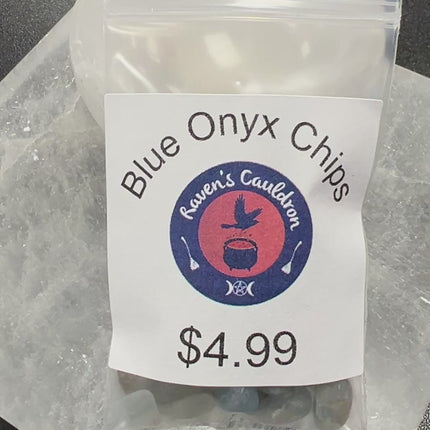 Blue Onyx Chips
Raven's Cauldron
$4.99